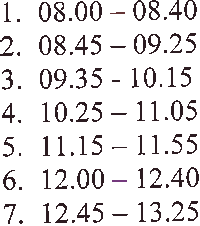 1. 08.00 – 08.40
2. 08.45 – 09.25
3. 09.35 - 10.15
4. 10.25 – 11.05
5. 11.15 – 11.55
6. 12.00 – 12.40
7. 12.45 – 13.25